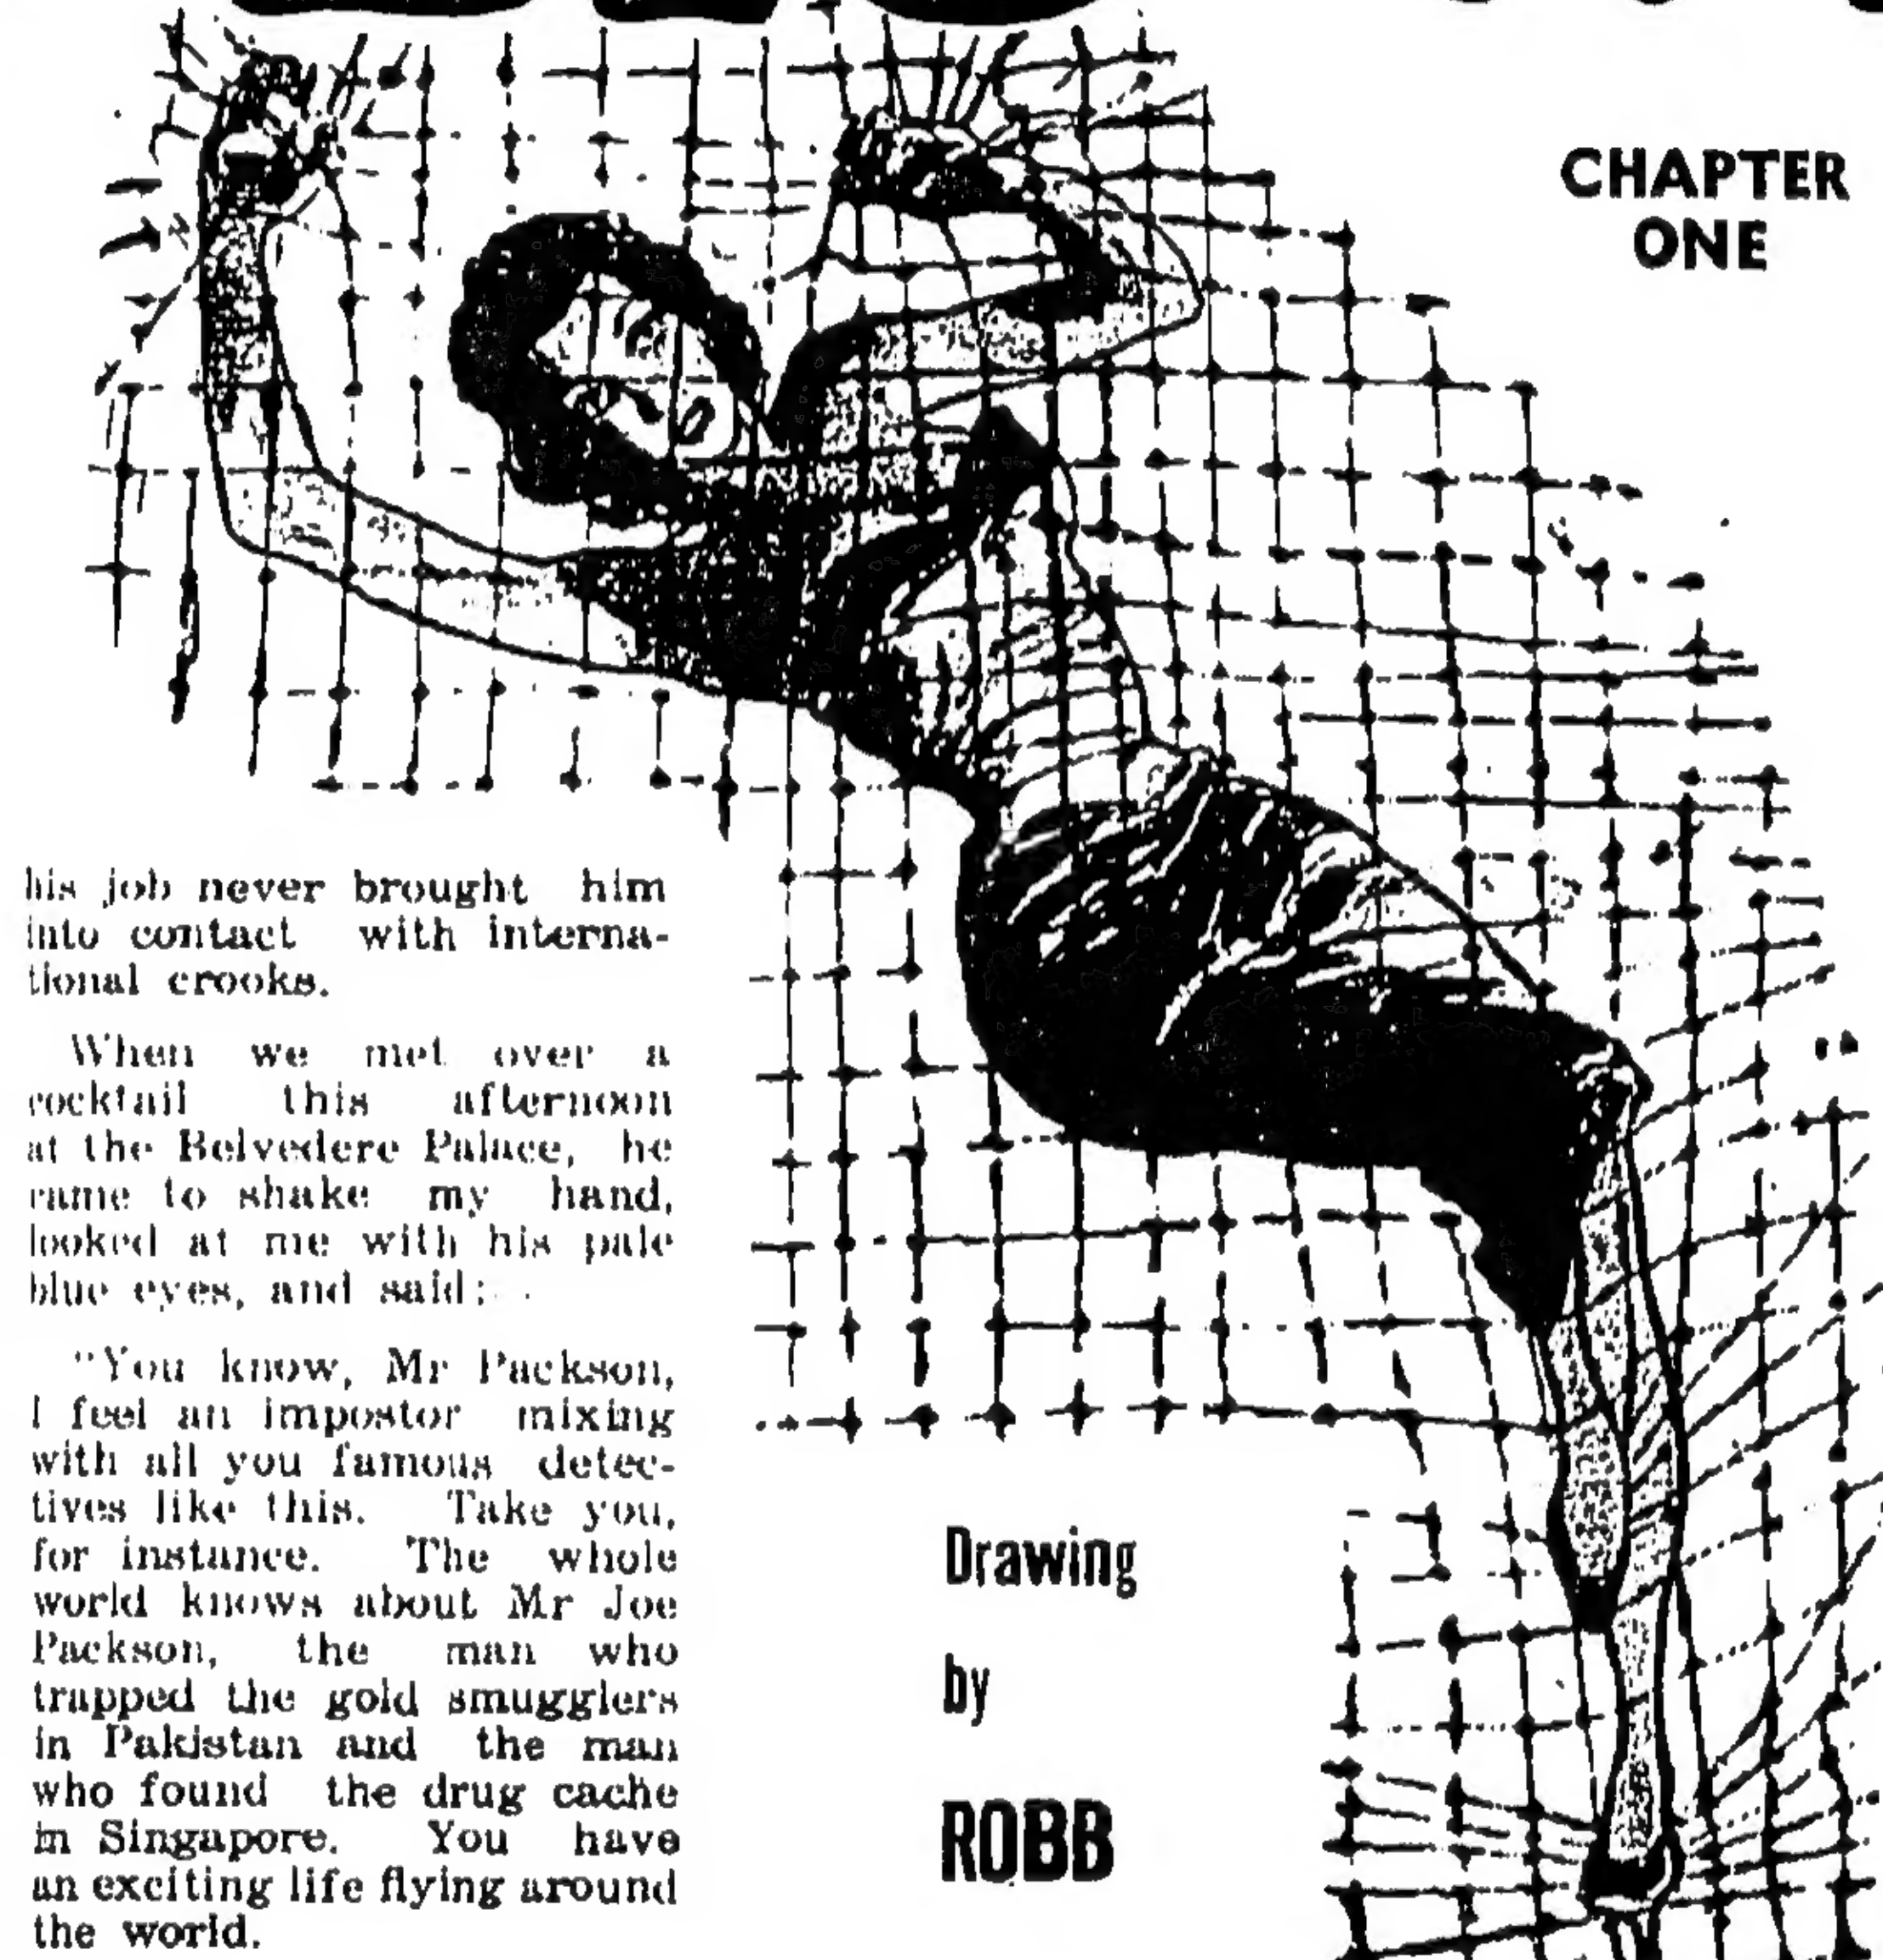 CHAPTER
ONE
his job never brought him
into contact with interna-
tional crooks.
When we met over a
cocktail this afternoon
at the Belvedere Palace, he
came to shake my hand,
looked at me with his pale
blue eyes, and said:
"You know, Mr Packson,
I feel an impostor mixing
with all you famous detec-
tives like this. Take you,
for instance. The whole
world knows about Mr Joe
Packson, the man who
trapped the gold smugglers
in Pakistan and the man
who found the drug cache
in Singapore. You have
an exciting life flying around
the world.
Drawing
by
ROBB